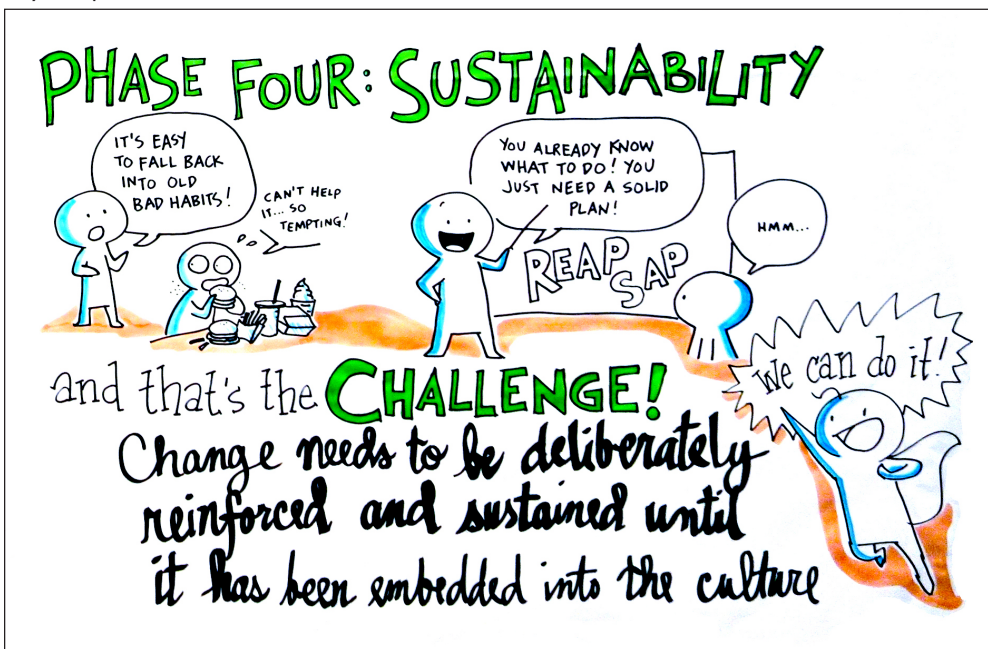 PHASE FOUR: SUSTAINABILITY
IT'S EASY
TO FALL BACK
INTO OLD
BAD HABITS!
CAN'T HELP
IT... SO
TEMPTING!
YOU ALREADY KNOW
WHAT TO DO! YOU
JUST NEED A SOLID
PLAN!
REAP
SAP
HMM...
and that's the CHALLENGE!
we can do it!
Change needs to be deliberately
reinforced and sustained until
it has been embedded into the culture